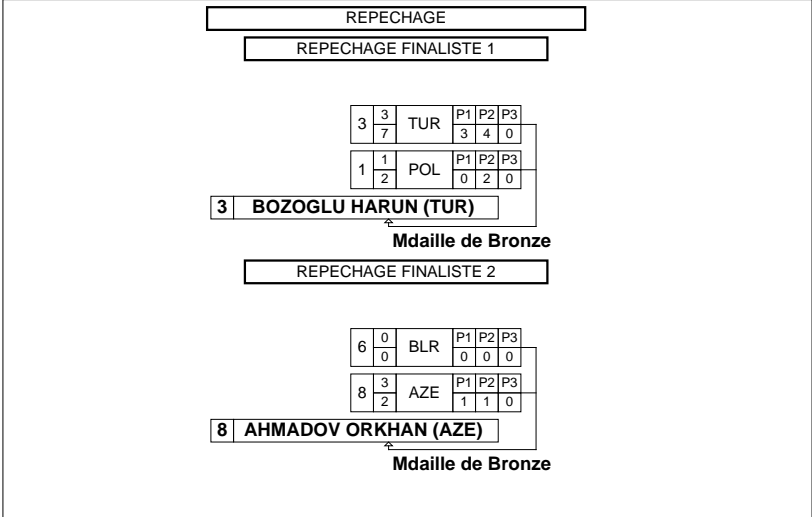 REPECHAGE
REPECHAGE FINALISTE 1
3 3 TUR P1 P2 P3
7 3 4 0
1 1 POL P1 P2 P3
2 0 2 0
3 BOZOGLU HARUN (TUR)
Mdaille de Bronze
REPECHAGE FINALISTE 2
6 0 BLR P1 P2 P3
0 0 0 0
8 3 AZE P1 P2 P3
2 1 1 0
8 AHMADOV ORKHAN (AZE)
Mdaille de Bronze